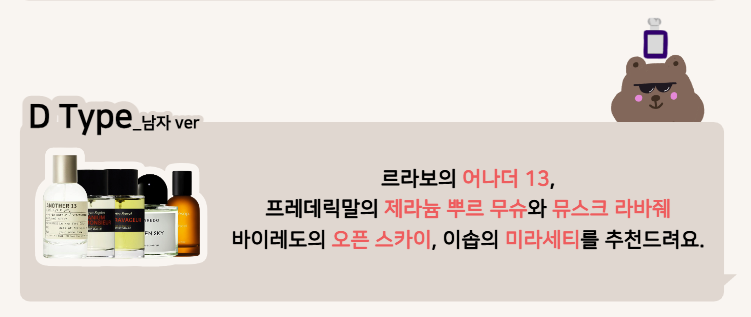 D Type_남자 ver
르라보의 어나더 13,
프레데릭말의 제라늄 뿌르 무슈와 뮤스크 라바줴
바이레도의 오픈 스카이, 이솝의 미라세티를 추천드려요.
ANOTHER 13